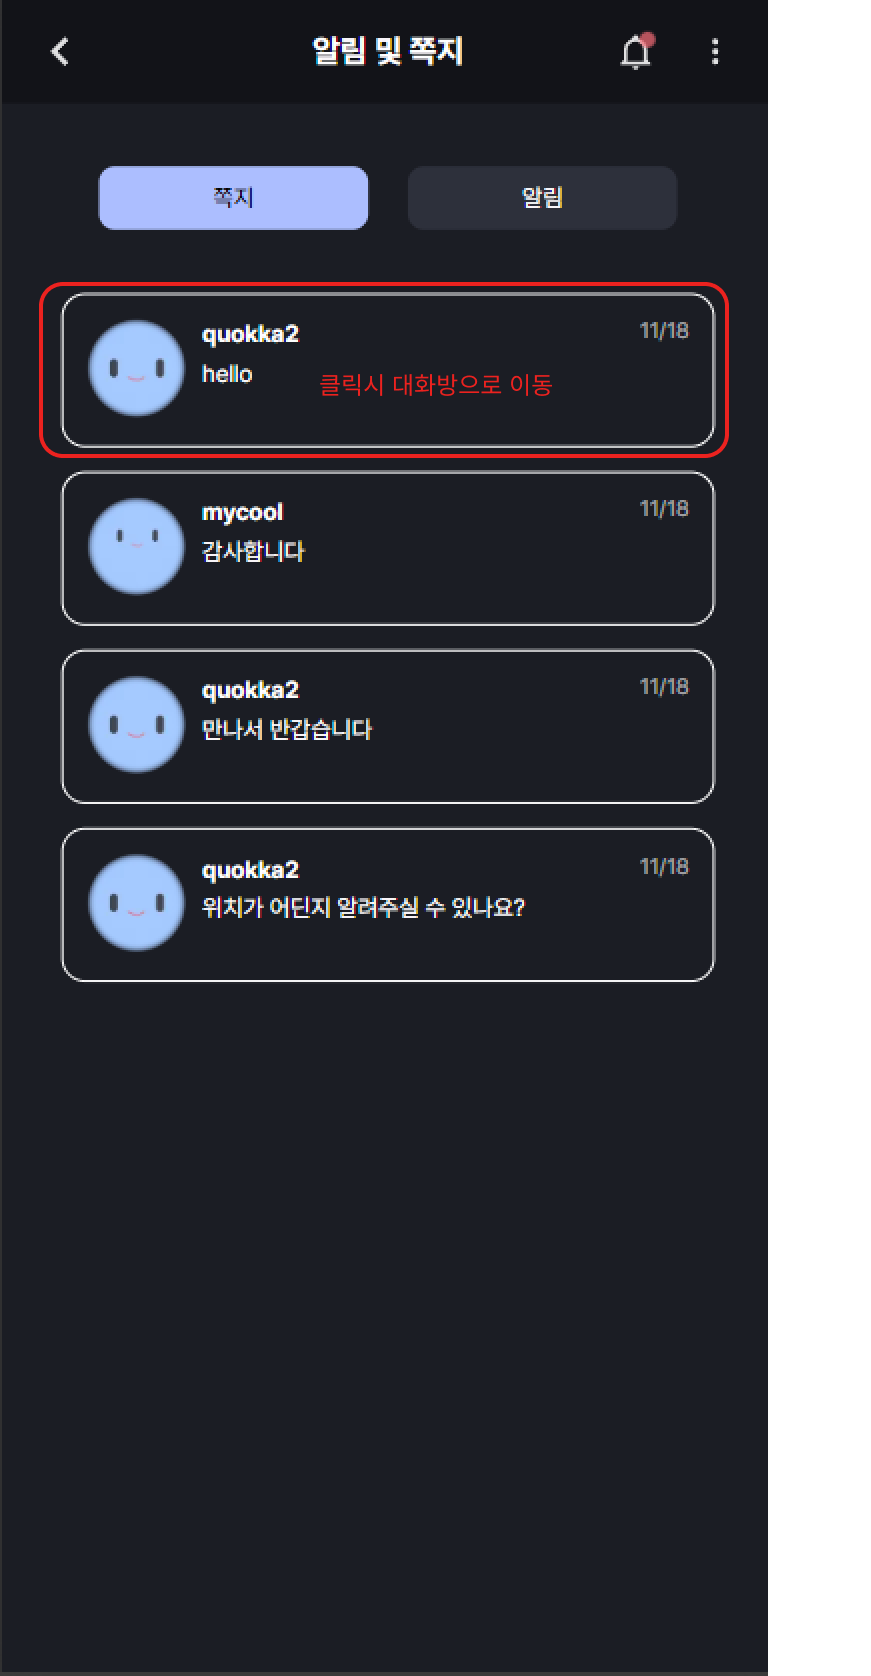 알림 및 쪽지
쪽지
알림
quokka2
11/18
hello
클릭시 대화방으로 이동
mycool
11/18
감사합니다
quokka2
11/18
만나서 반갑습니다
quokka2
11/18
위치가 어딘지 알려주실 수 있나요?